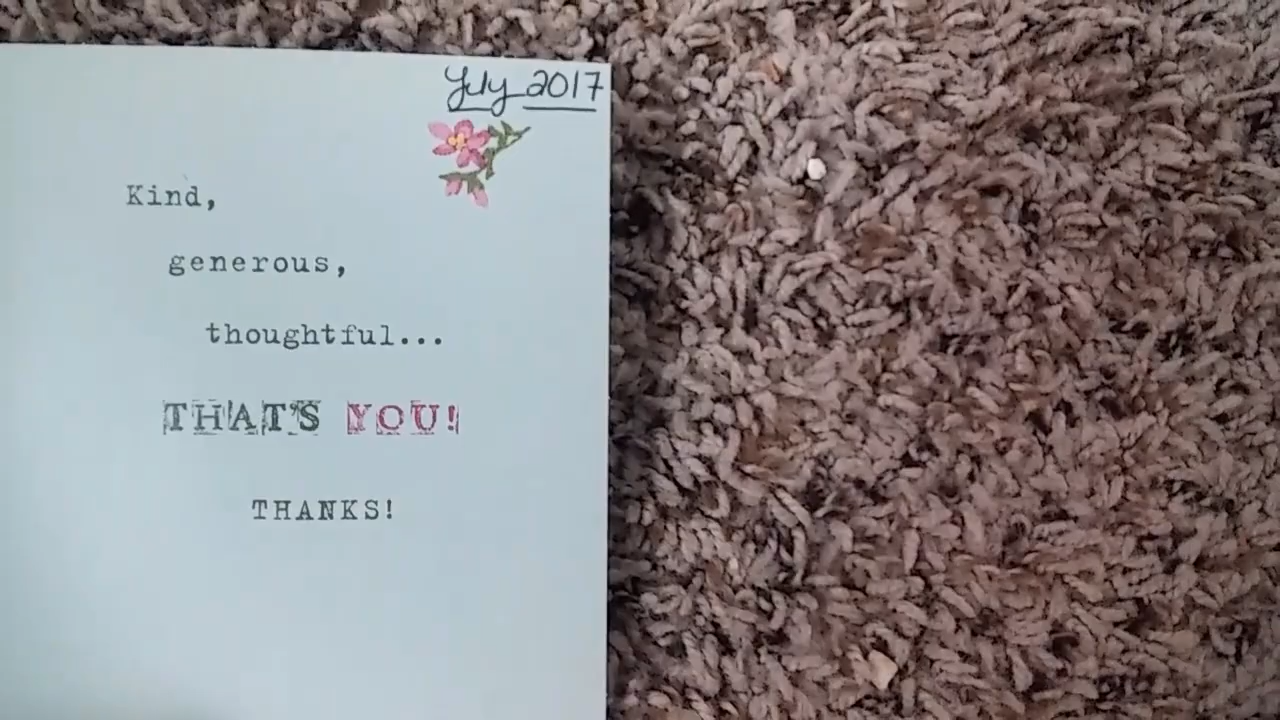 July 2017
Kind,
generous,
thoughtful...
THAT'S YOU!
THANKS!